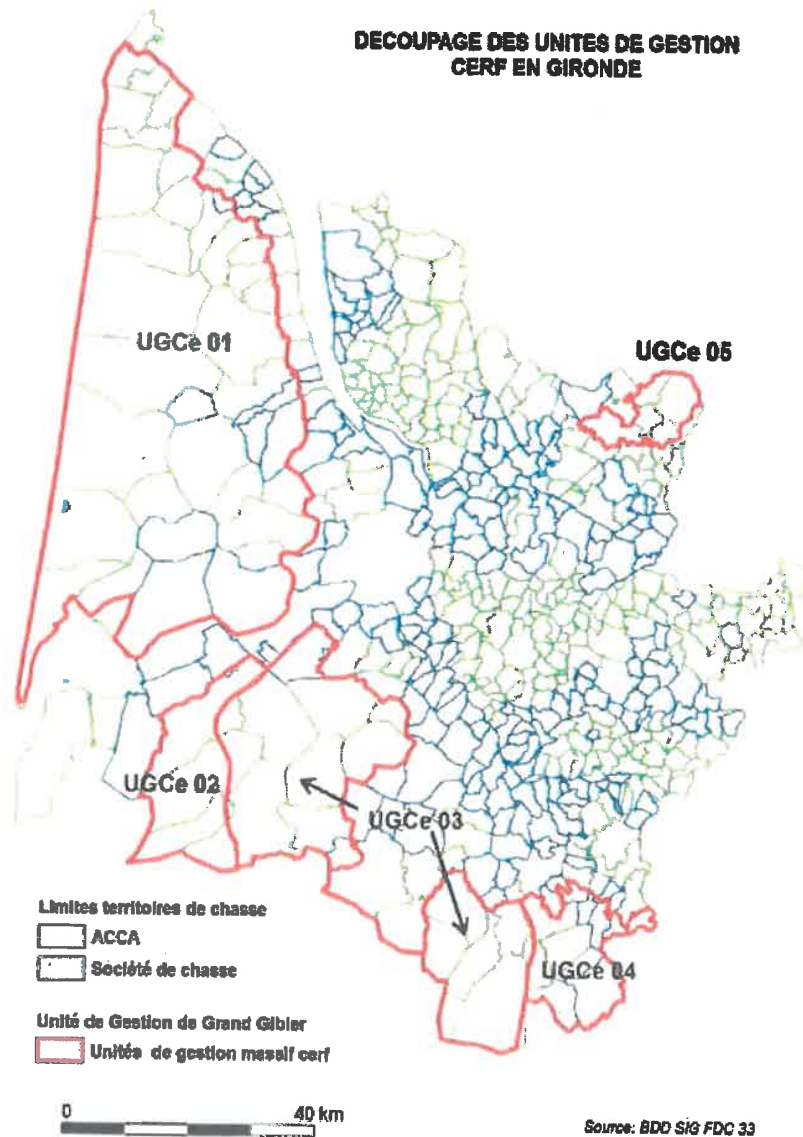 DECOUPAGE DES UNITES DE GESTION
CERF EN GIRONDE
UGCe 01
UGCe 05
UGCe 02
UGCe 03
UGCe 04
Limites territoires de chasse
ACCA
Société de chasse
Unité de Gestion de Grand Gibier
Unités de gestion massif cerf
0 40 km
Source: BDD SIG FDC 33